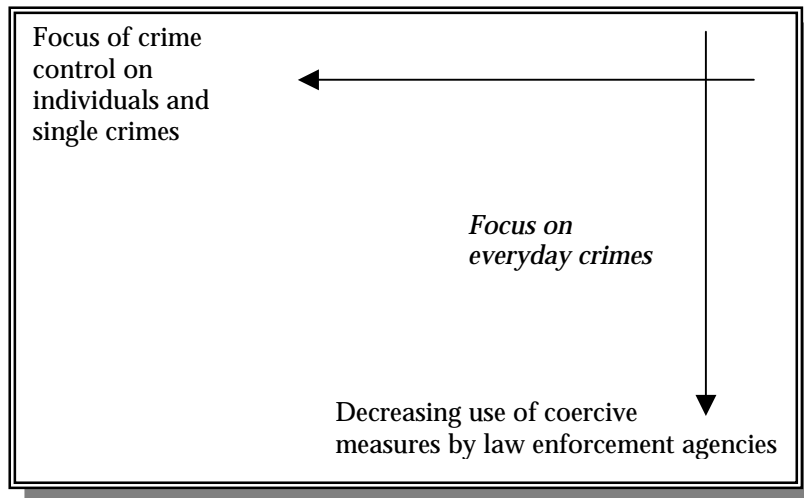 Focus of crime
control on
individuals and
single crimes
Focus on
everyday crimes
Decreasing use of coercive
measures by law enforcement agencies